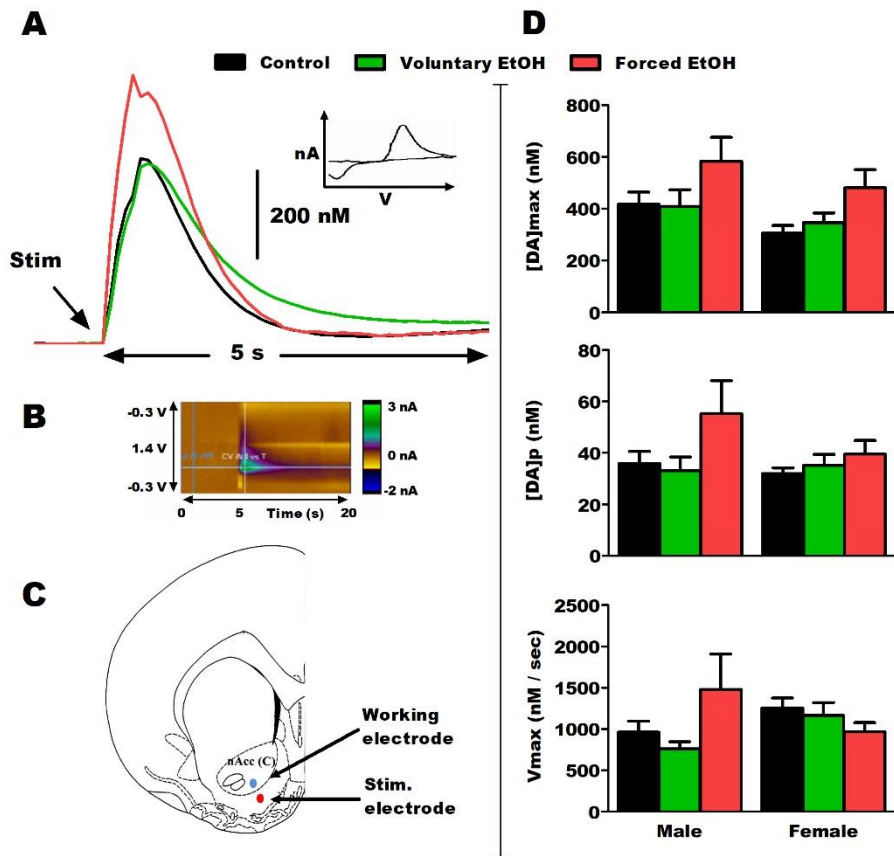 A
D
Control
Voluntary EtOH
Forced EtOH
nA
V
200 nM
Stim
5 s
B
-0.3 V
1.4 V
-0.3 V
CV & I vs T
3 nA
0 nA
-2 nA
0
5
20
Time (s)
C
nAcc (C)
Working
electrode
Stim.
electrode
[DA]max (nM)
800
600
400
200
0
[DA]p (nM)
80
60
40
20
0
Vmax (nM / sec)
2500
2000
1500
1000
500
0
Male
Female